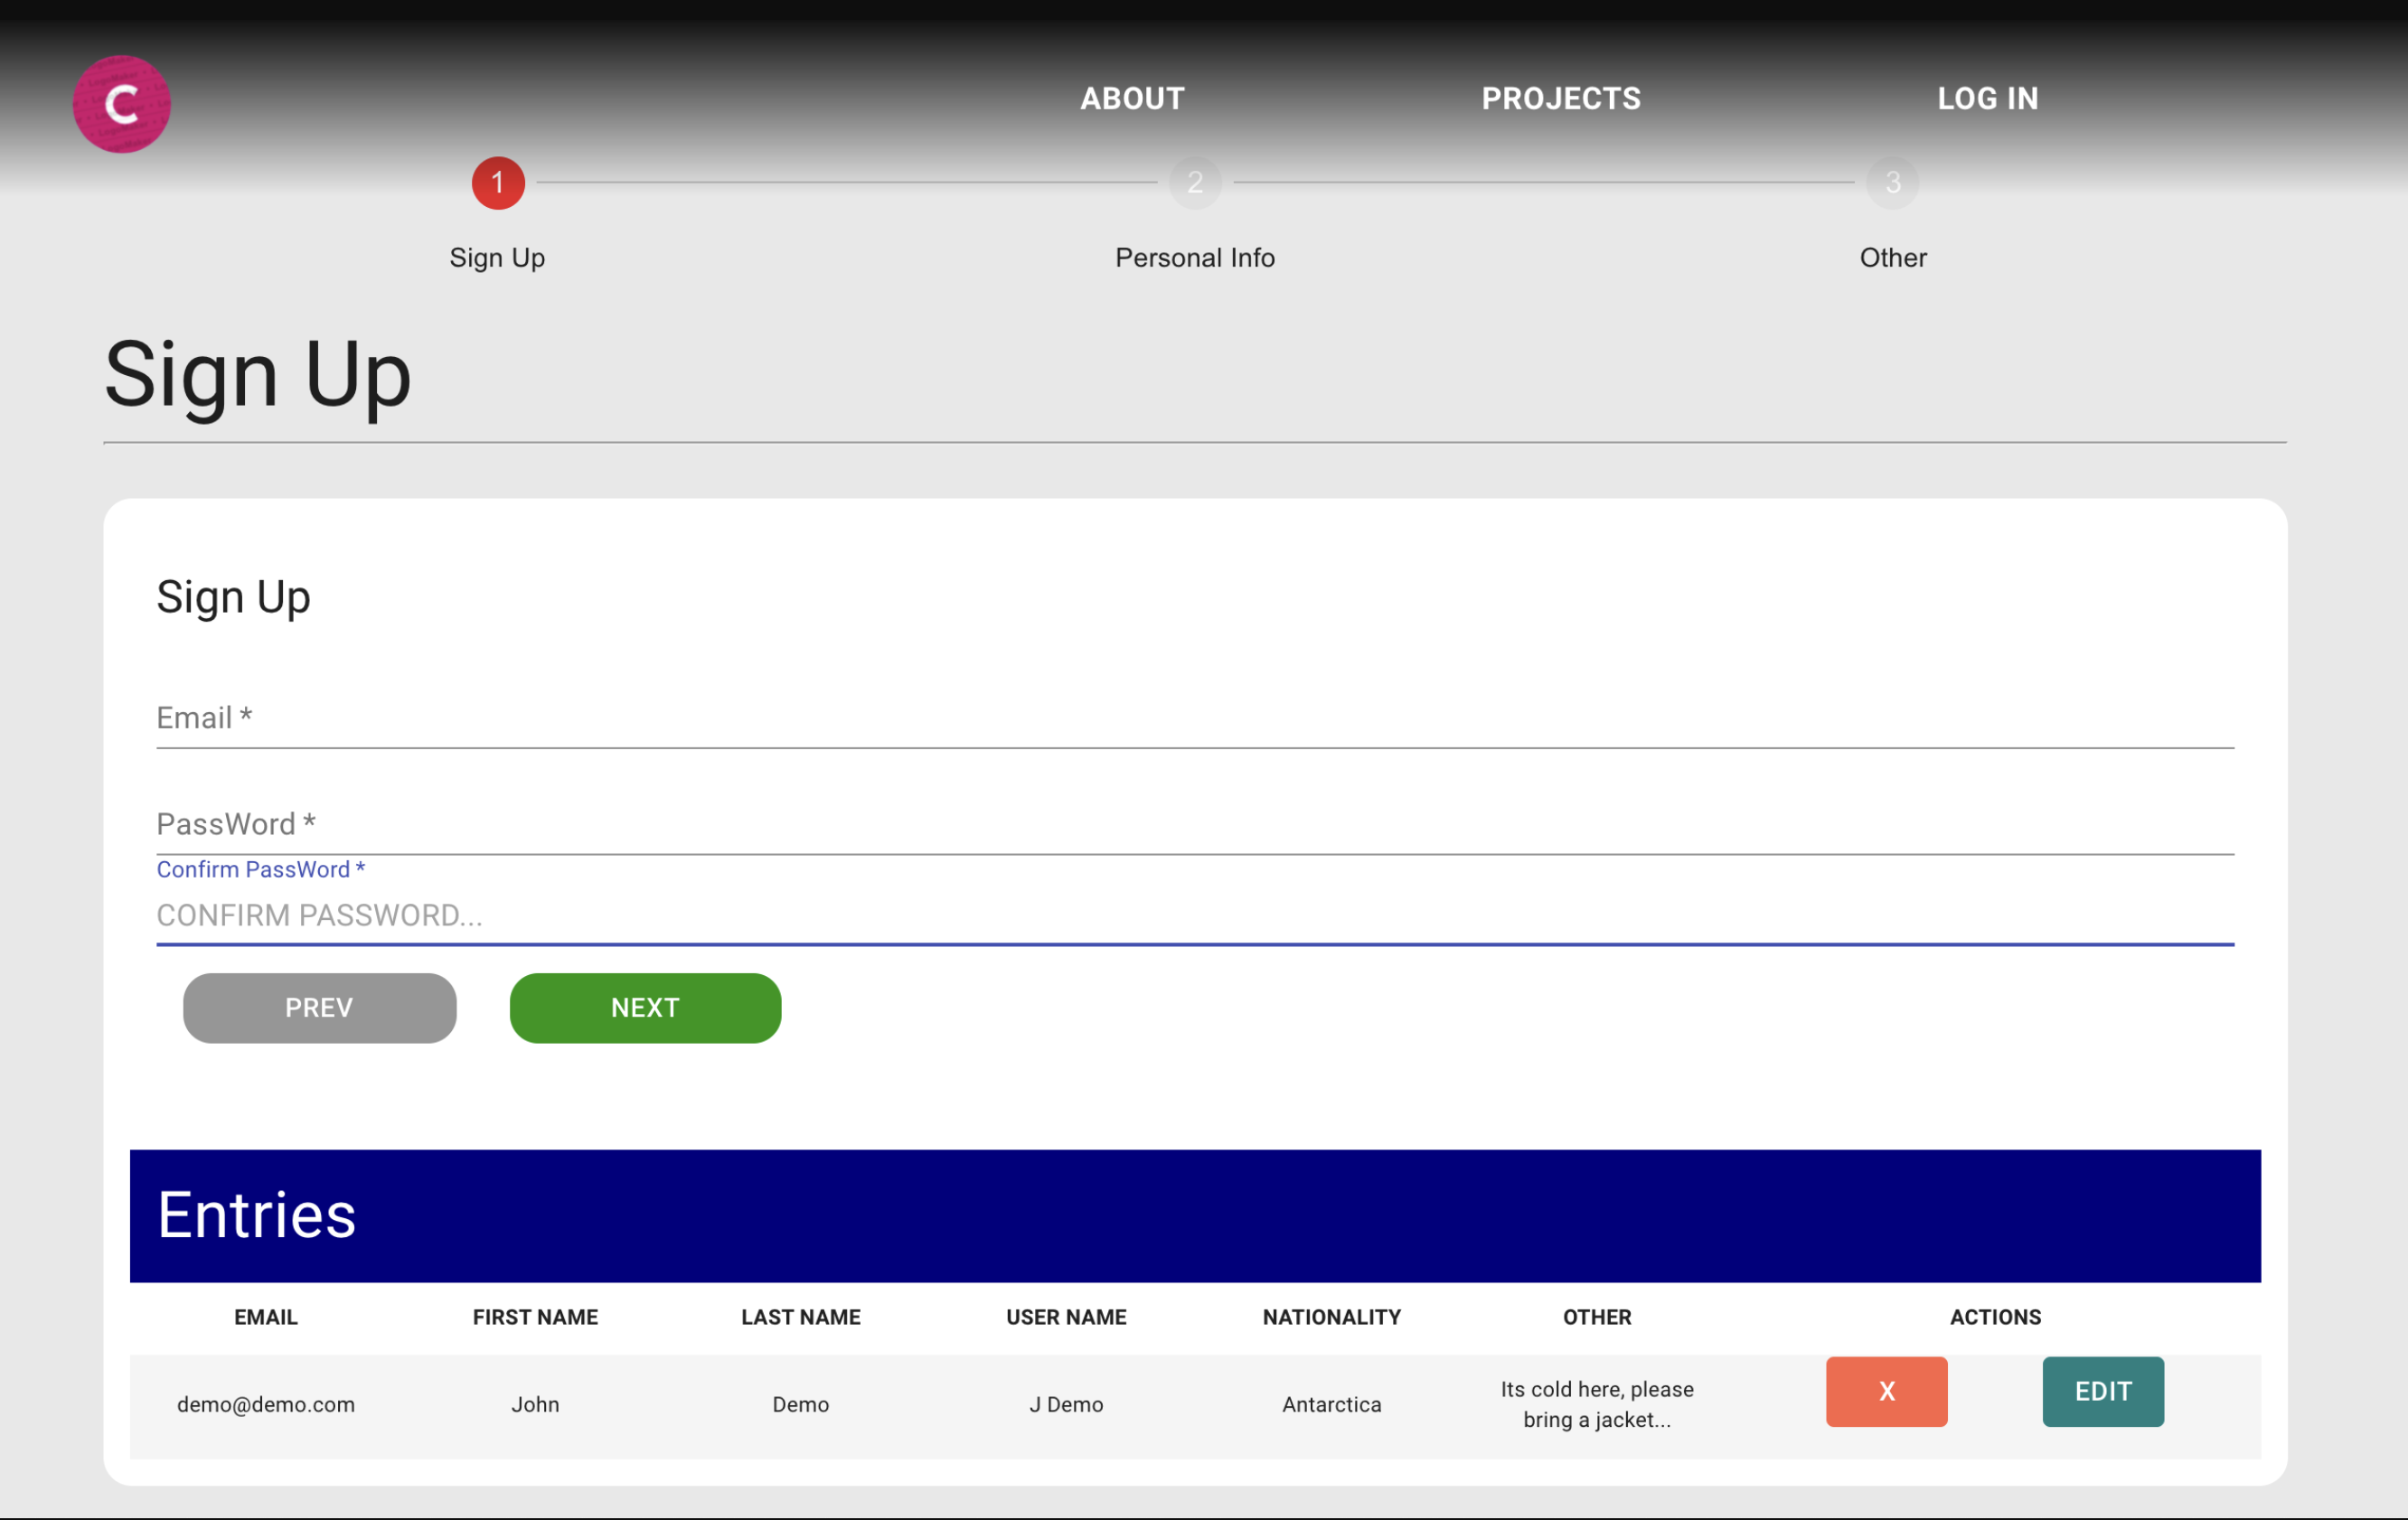 C
ABOUT PROJECTS LOG IN
1 2 3
Sign Up Personal Info Other
Sign Up
Sign Up
Email *
PassWord *
Confirm PassWord *
CONFIRM PASSWORD...
PREV NEXT
Entries
EMAIL FIRST NAME LAST NAME USER NAME NATIONALITY OTHER ACTIONS
demo@demo.com John Demo J Demo Antarctica Its cold here, please X EDIT
bring a jacket...